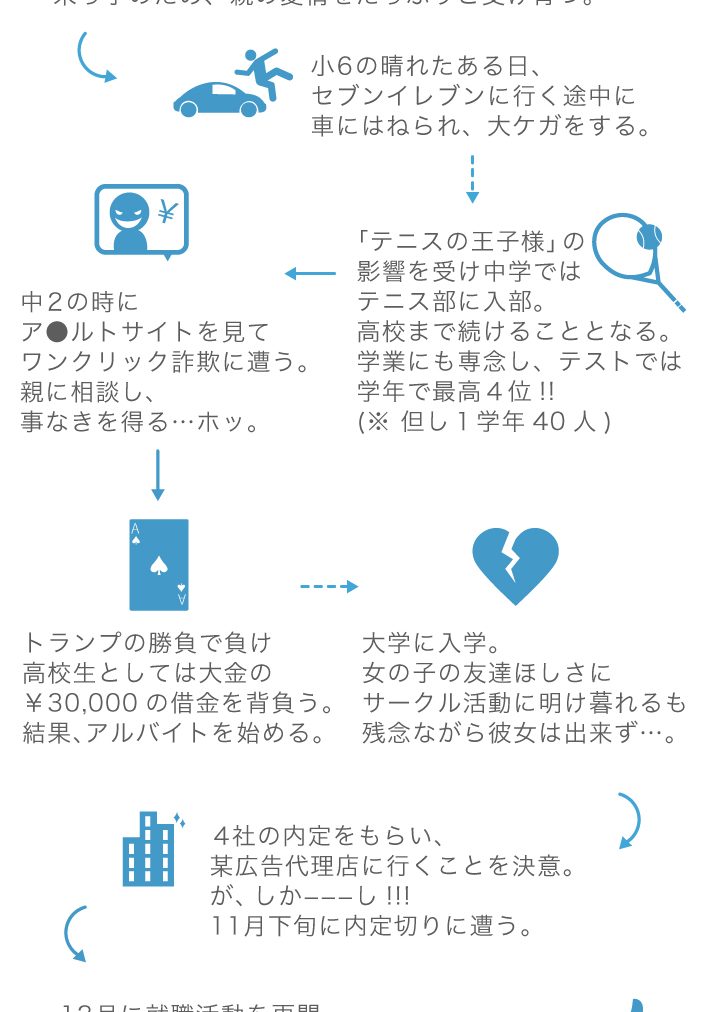 小6の晴れたある日、
セブンイレブンに行く途中に
車にはねられ、大ケガをする。
「テニスの王子様」の
影響を受け中学では
テニス部に入部。
高校まで続けることとなる。
学業にも専念し、テストでは
学年で最高４位 !!
(※ 但し１学年 40 人 )
¥
中２の時に
ア●ルトサイトを見て
ワンクリック詐欺に遭う。
親に相談し、
事なきを得る…ホッ。
A
A
トランプの勝負で負け
高校生としては大金の
￥30,000 の借金を背負う。
結果、アルバイトを始める。
大学に入学。
女の子の友達ほしさに
サークル活動に明け暮れるも
残念ながら彼女は出来ず…。
４社の内定をもらい、
某広告代理店に行くことを決意。
が、しか−−−し !!!
11月下旬に内定切りに遭う。